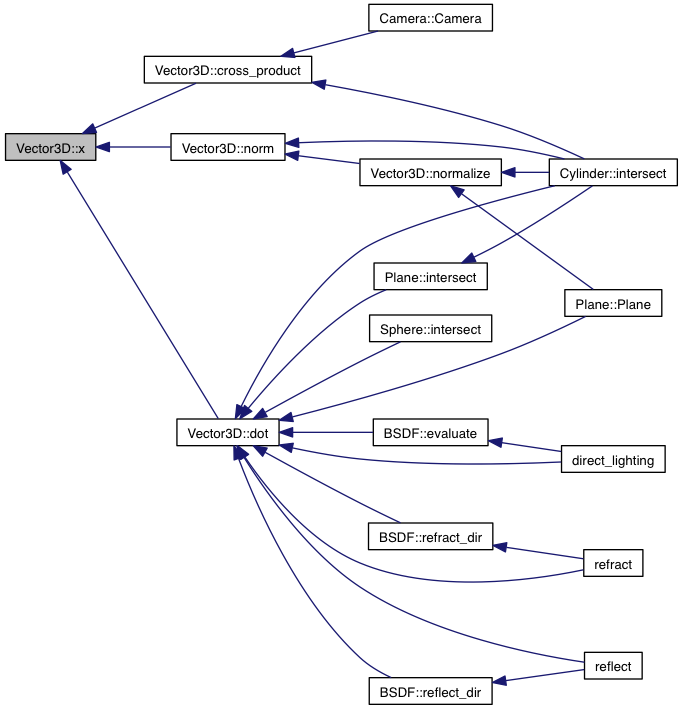 Camera::Camera
Vector3D::cross_product
Vector3D::x
Vector3D::norm
Vector3D::normalize
Cylinder::intersect
Plane::intersect
Plane::Plane
Sphere::intersect
Vector3D::dot
BSDF::evaluate
direct_lighting
BSDF::refract_dir
refract
reflect
BSDF::reflect_dir